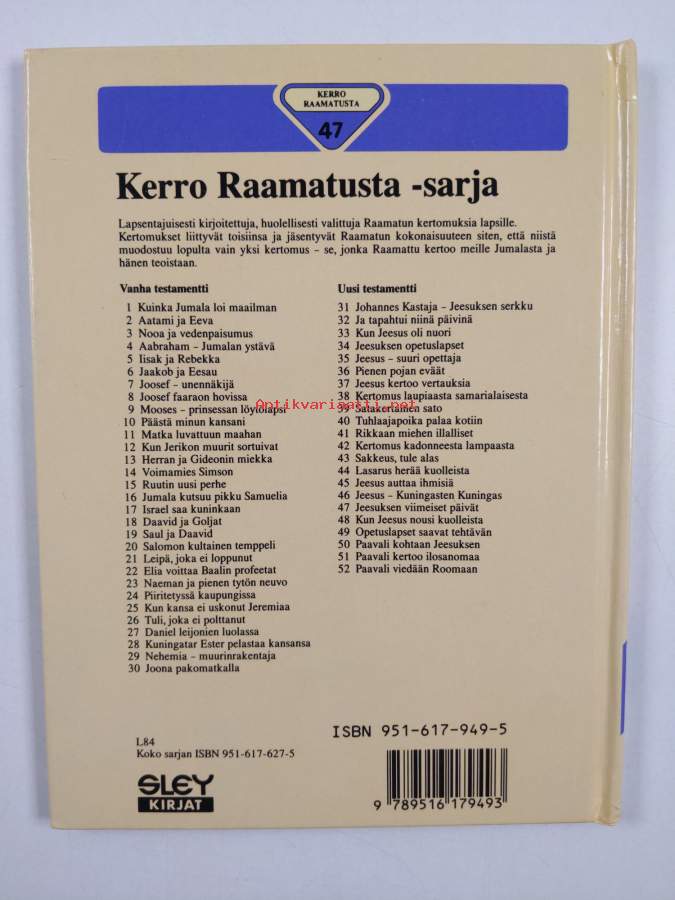 KERRO
RAAMATUSTA
47
Kerro Raamatusta -sarja
Lapsentajuisesti kirjoitettuja, huolellisesti valittuja Raamatun kertomuksia lapsille.
Kertomukset liittyvät toisiinsa ja jäsentyvät Raamatun kokonaisuuteen siten, että niistä
muodostuu lopulta vain yksi kertomus – se, jonka Raamattu kertoo meille Jumalasta ja
hänen teoistaan.
Vanha testamentti
1 Kuinka Jumala loi maailman
2 Aatami ja Eeva
3 Nooa ja vedenpaisumus
4 Aabraham – Jumalan ystävä
5 Iisak ja Rebekka
6 Jaakob ja Eesau
7 Joosef – unennäkijä
8 Joosef faaraon hovissa
9 Mooses – prinsessan löytölapsi
10 Päästä minun kansani
11 Matka luvattuun maahan
12 Kun Jerikon muurit sortuivat
13 Herran ja Gideonin miekka
14 Voimamies Simson
15 Ruutin uusi perhe
16 Jumala kutsuu pikku Samuelia
17 Israel saa kuninkaan
18 Daavid ja Goljat
19 Saul ja Daavid
20 Salomon kultainen temppeli
21 Leipä, joka ei loppunut
22 Elia voittaa Baalin profeetat
23 Naeman ja pienen tytön neuvo
24 Piiritetyssä kaupungissa
25 Kun kansa ei uskonut Jeremiaa
26 Tuli, joka ei polttanut
27 Daniel leijonien luolassa
28 Kuningatar Ester pelastaa kansansa
29 Nehemia – muurinrakentaja
30 Joona pakomatkalla
Uusi testamentti
31 Johannes Kastaja – Jeesuksen serkku
32 Ja tapahtui niinä päivinä
33 Kun Jeesus oli nuori
34 Jeesuksen opetuslapset
35 Jeesus – suuri opettaja
36 Pienen pojan eväät
37 Jeesus kertoo vertauksia
38 Kertomus laupiaasta samarialaisesta
39 Satakertainen sato
40 Tuhlaajapoika palaa kotiin
41 Rikkaan miehen illalliset
42 Kertomus kadonneesta lampaasta
43 Sakkeus, tule alas
44 Lasarus herää kuolleista
45 Jeesus auttaa ihmisiä
46 Jeesus – Kuningasten Kuningas
47 Jeesuksen viimeiset päivät
48 Kun Jeesus nousi kuolleista
49 Opetuslapset saavat tehtävän
50 Paavali kohtaan Jeesuksen
51 Paavali kertoo ilosanomaa
52 Paavali viedään Roomaan
Antikvariaatti.net
L84
Koko sarjan ISBN 951-617-627-5
SLEY
KIRJAT
ISBN 951-617-949-5
9 789516 179493